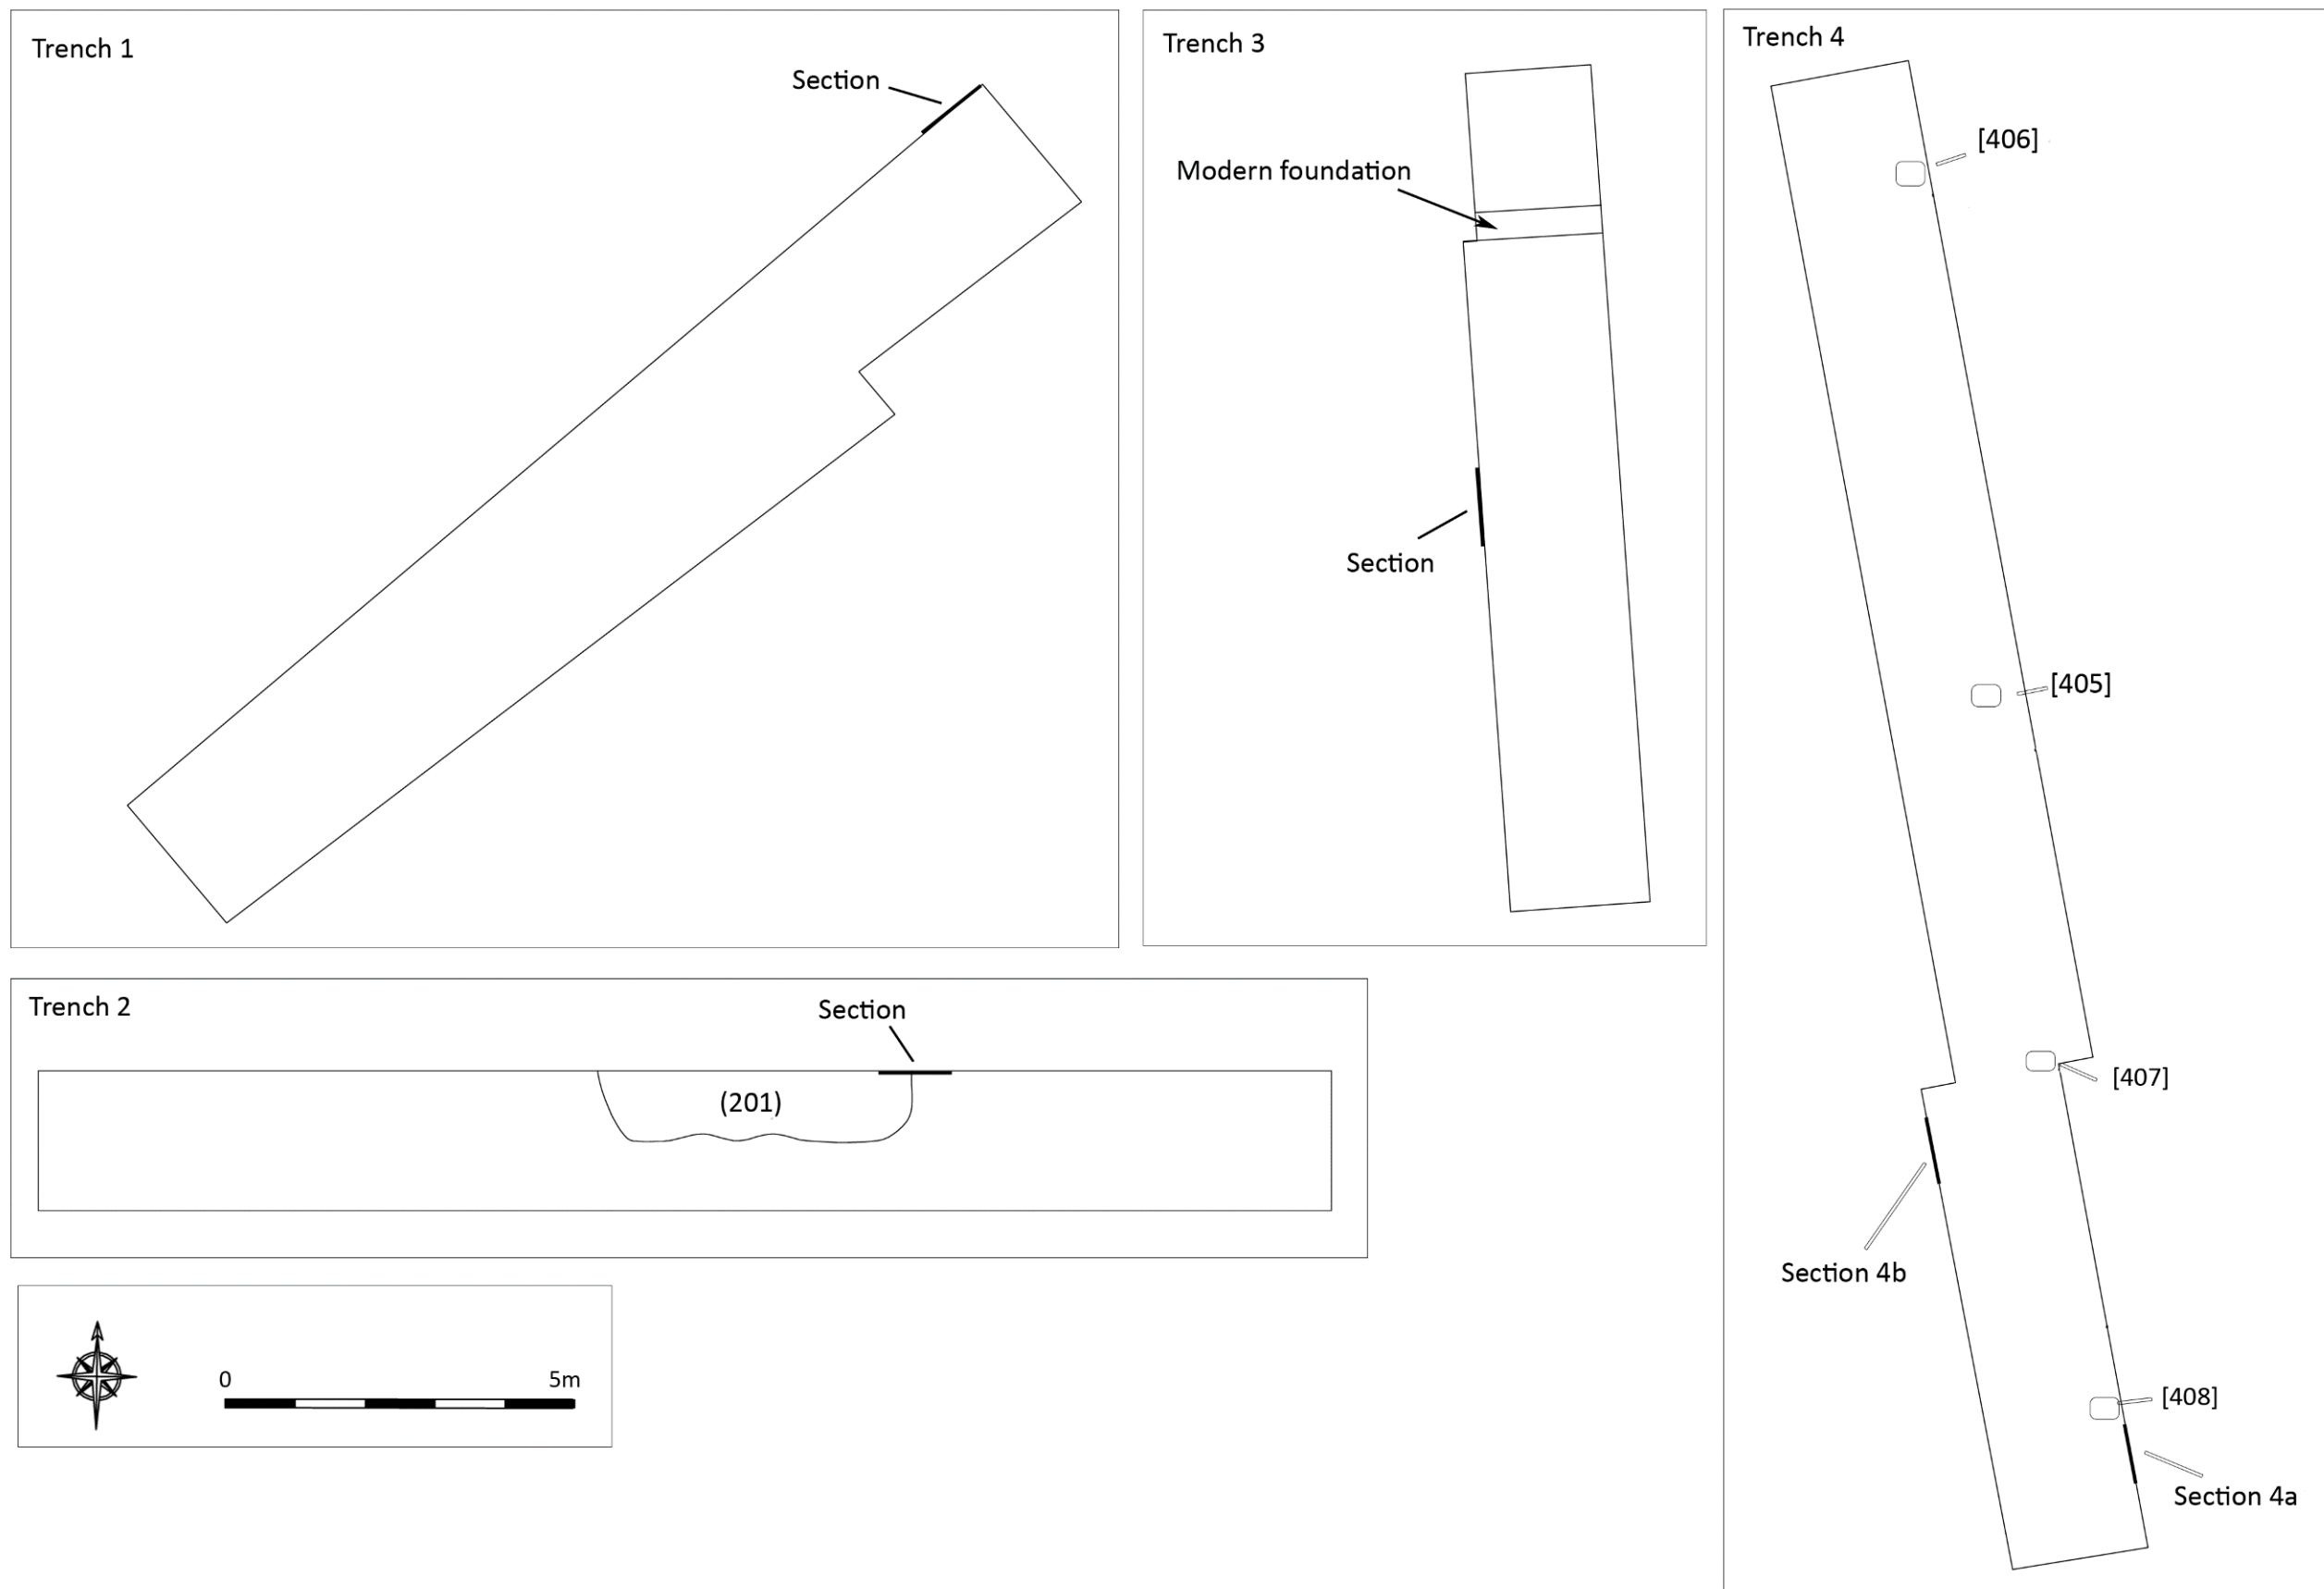 Trench 1
Section
Trench 3
Modern foundation
Section
Trench 4
[406]
[405]
[407]
Section 4b
[408]
Section 4a
Trench 2
Section
(201)
0
5m